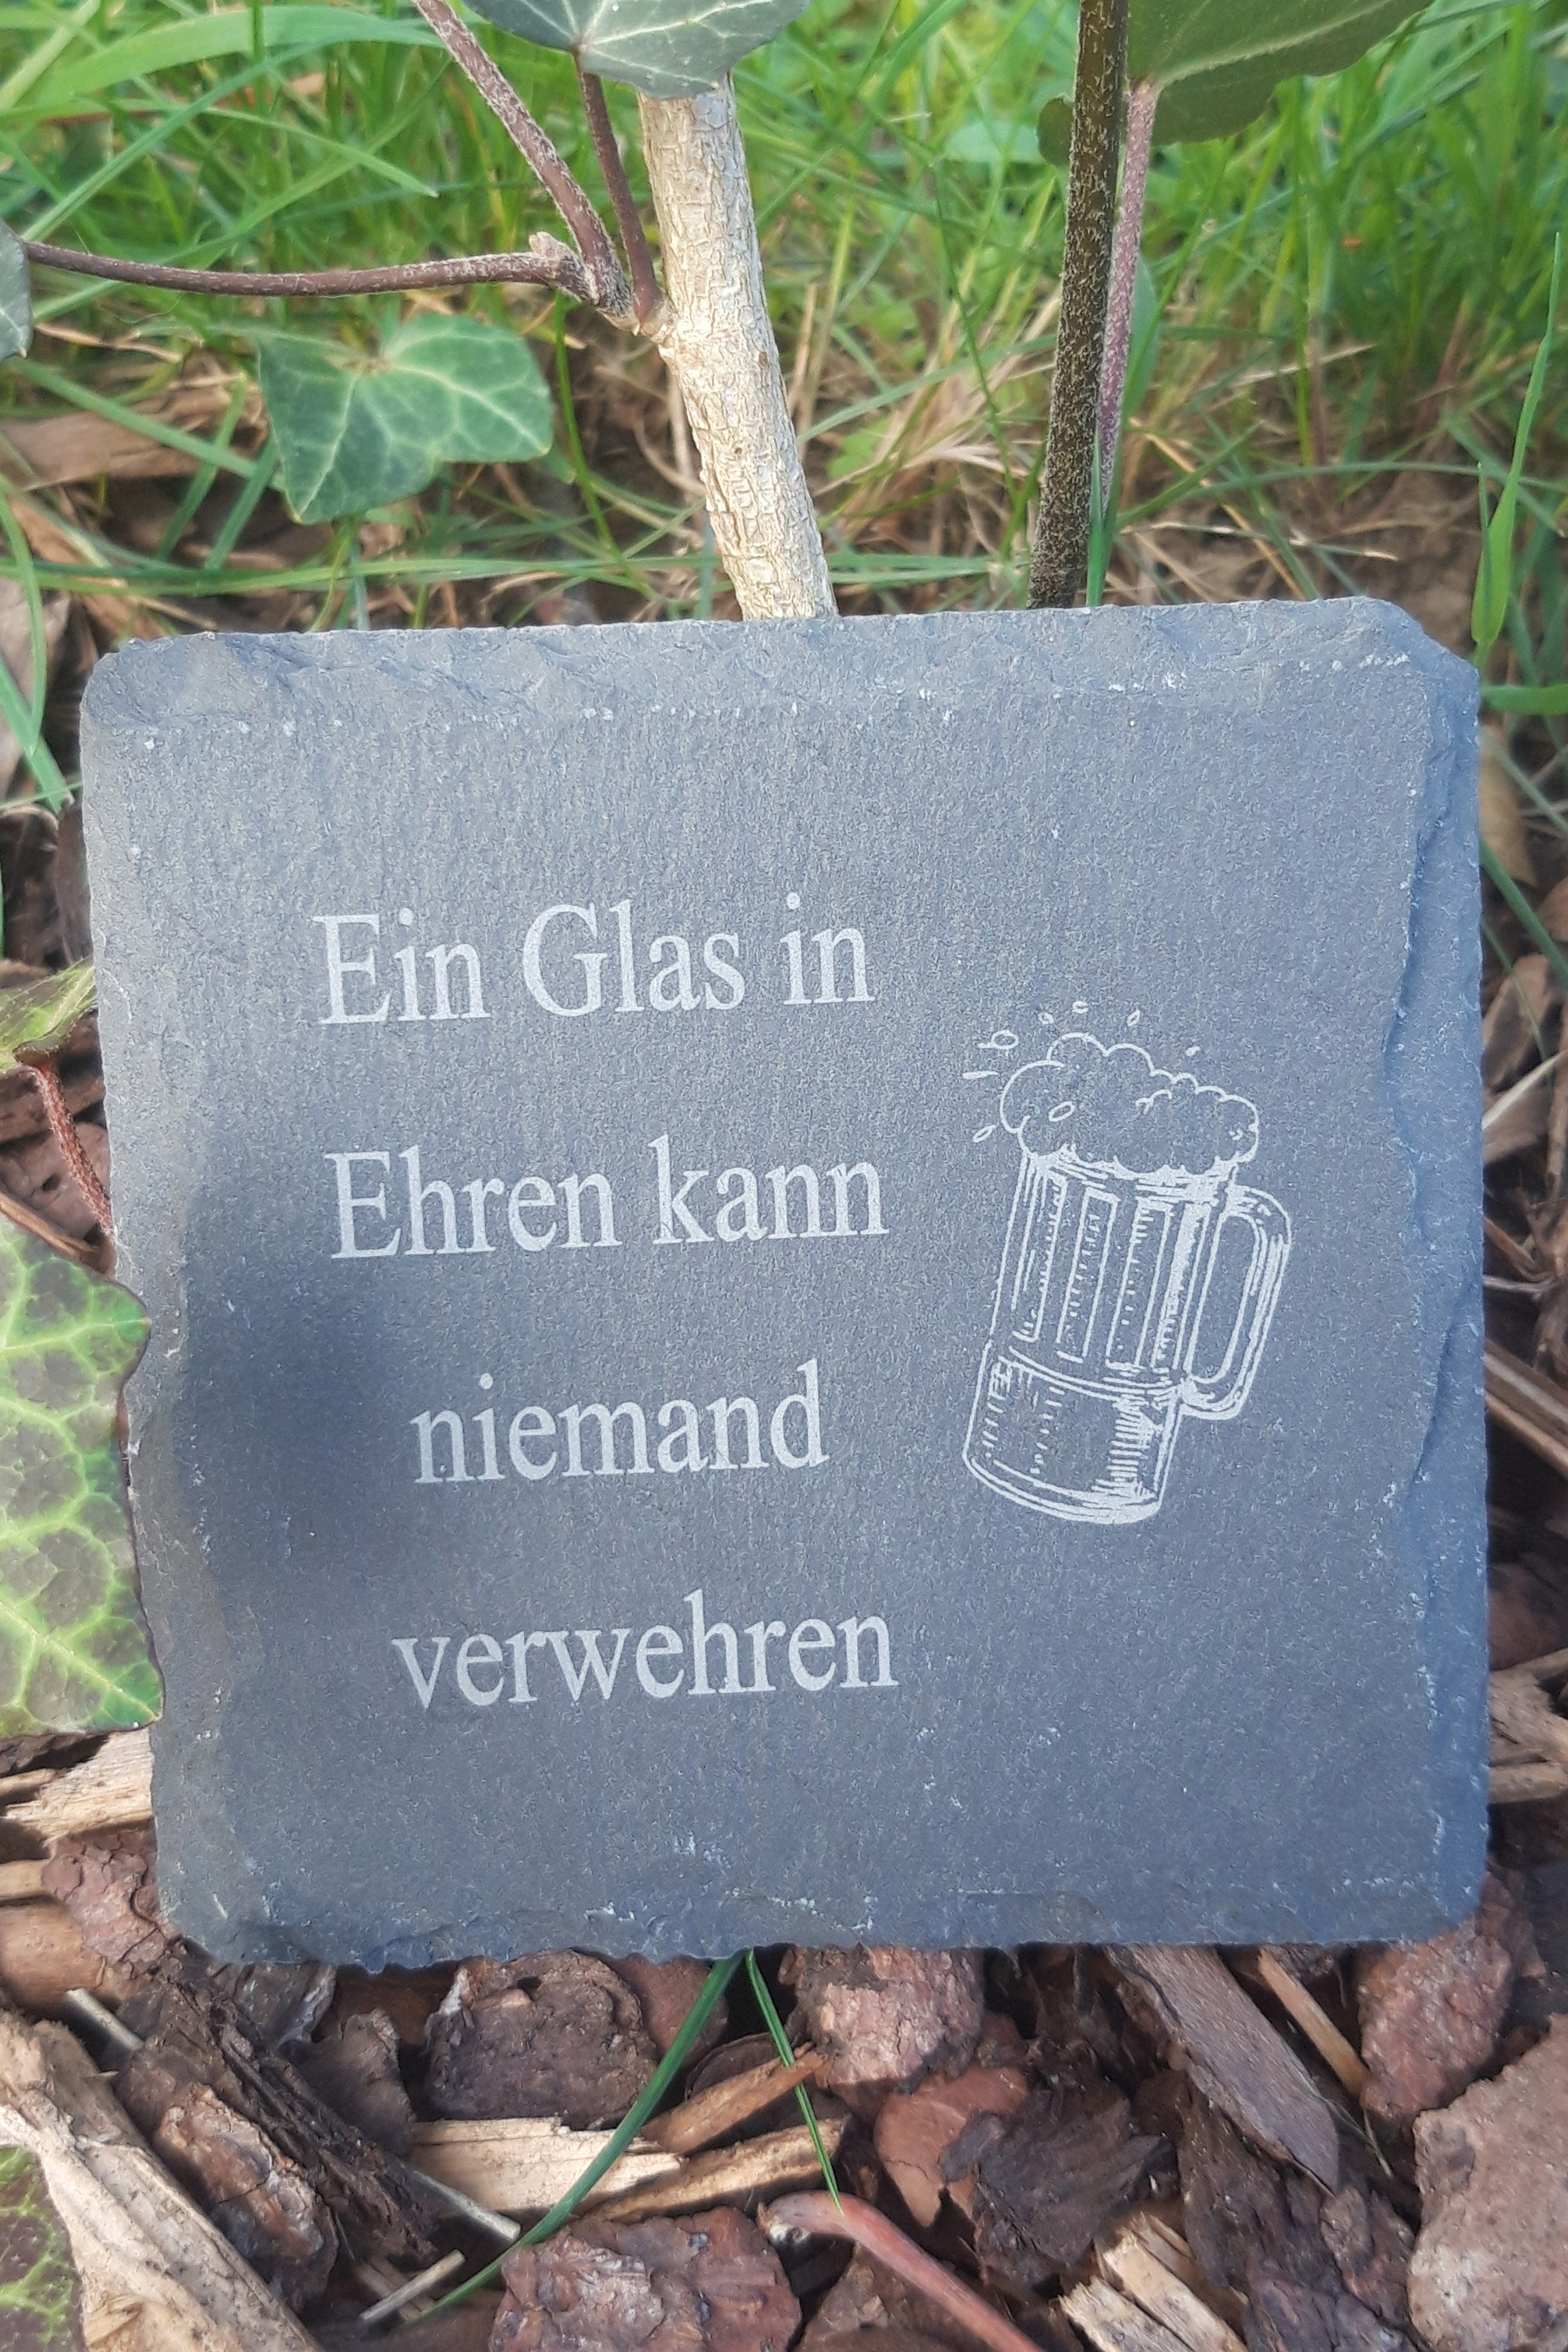 Ein Glas in
Ehren kann
niemand
verwehren